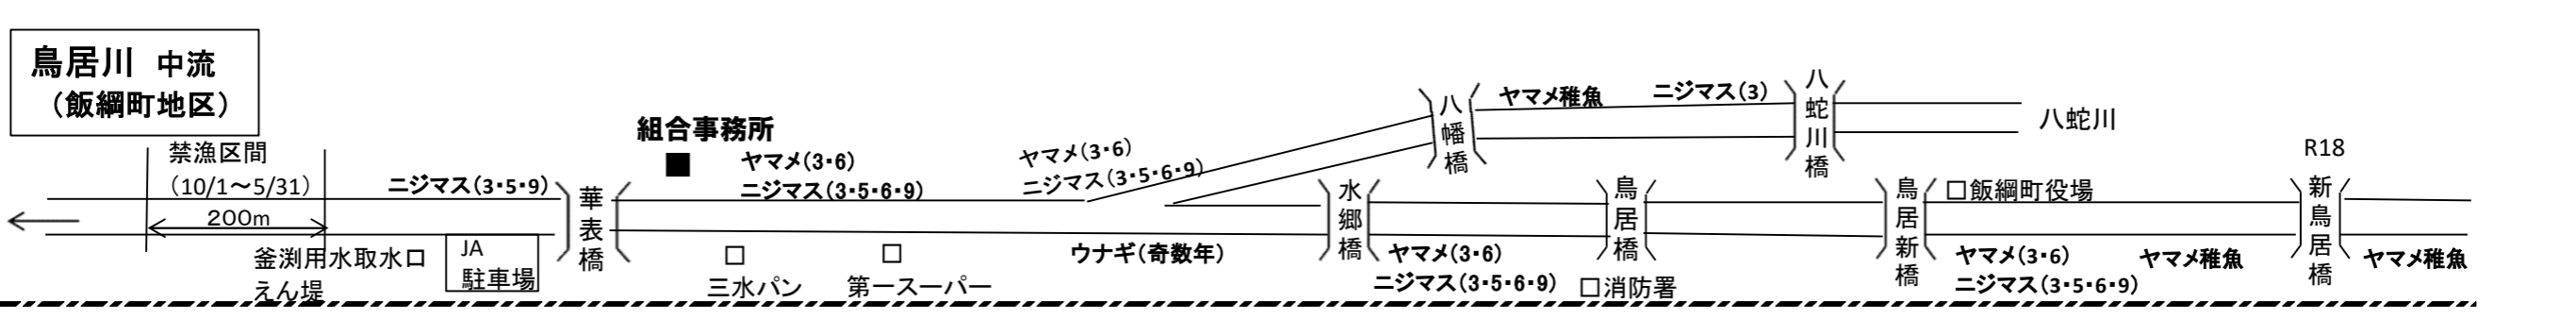 鳥居川 中流
（飯綱町地区）
禁漁区間
（10/1～5/31）
200m
釜渕用水取水口
えん堤
ニジマス（3・5・9）
JA
駐車場
華表橋
組合事務所
ヤマメ（3・6）
ニジマス（3・5・6・9）
三水パン
第一スーパー
ヤマメ（3・6）
ニジマス（3・5・6・9）
ウナギ（奇数年）
八幡橋
ヤマメ稚魚
ニジマス（3）
八蛇川橋
八蛇川
水郷橋
ヤマメ（3・6）
ニジマス（3・5・6・9）
鳥居橋
□消防署
鳥居新橋
□飯綱町役場
ヤマメ（3・6）
ニジマス（3・5・6・9）
ヤマメ稚魚
R18
新鳥居橋
ヤマメ稚魚